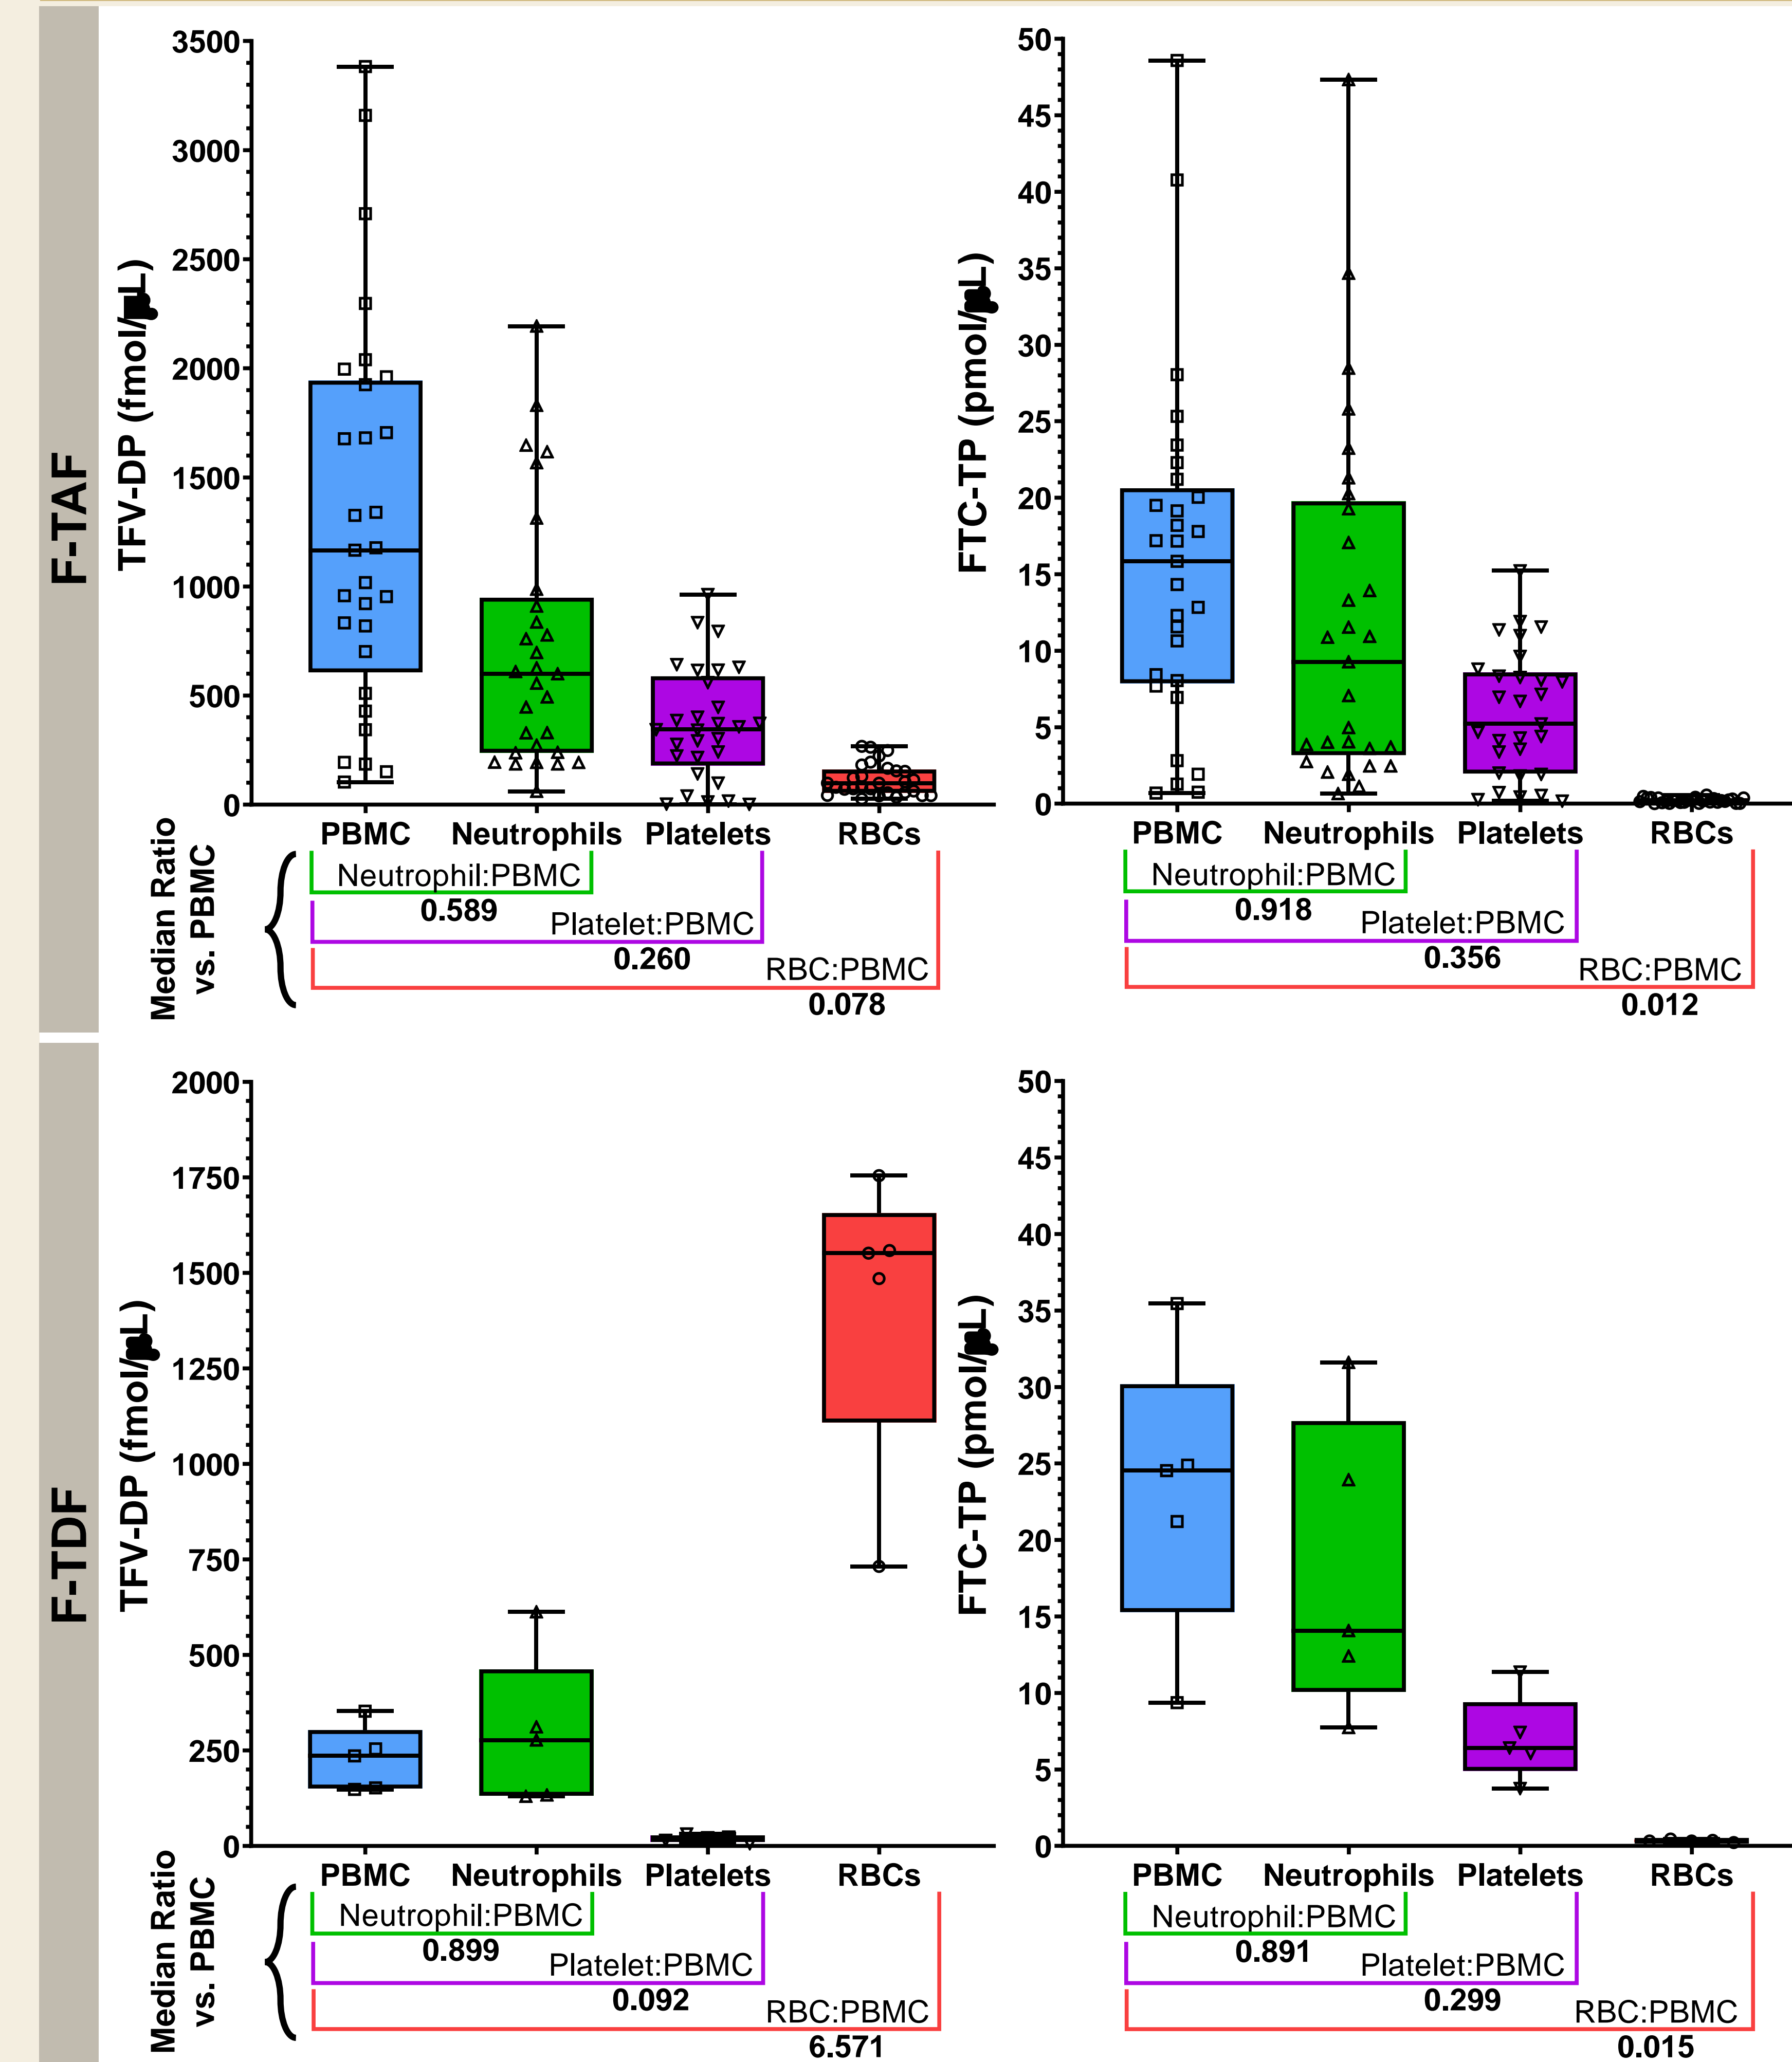 F-TAF
TFV-DP (fmol/µL)
3500
3000
2500
2000
1500
1000
500
0
PBMC Neutrophils Platelets RBCs
Median Ratio
vs. PBMC
Neutrophil:PBMC
0.589
Platelet:PBMC
0.260
RBC:PBMC
0.078
FTC-TP (pmol/µL)
50
45
40
35
30
25
20
15
10
5
0
PBMC Neutrophils Platelets RBCs
Neutrophil:PBMC
0.918
Platelet:PBMC
0.356
RBC:PBMC
0.012
F-TDF
TFV-DP (fmol/µL)
2000
1750
1500
1250
1000
750
500
250
0
PBMC Neutrophils Platelets RBCs
Median Ratio
vs. PBMC
Neutrophil:PBMC
0.899
Platelet:PBMC
0.092
RBC:PBMC
6.571
FTC-TP (pmol/µL)
50
45
40
35
30
25
20
15
10
5
0
PBMC Neutrophils Platelets RBCs
Neutrophil:PBMC
0.891
Platelet:PBMC
0.299
RBC:PBMC
0.015